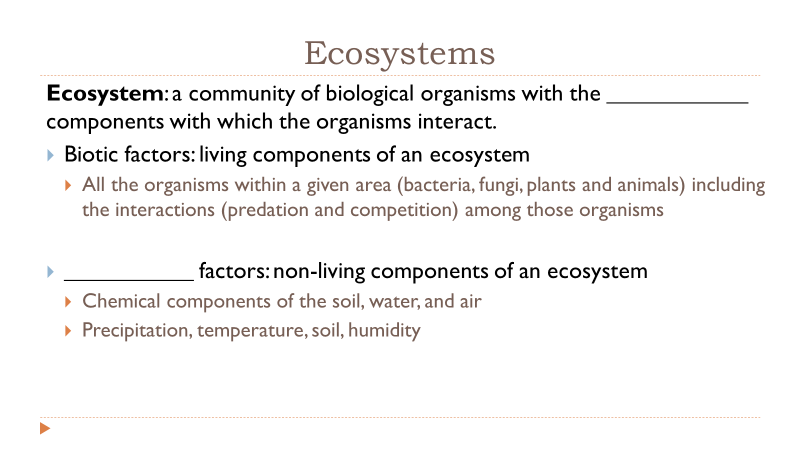 Ecosystems
Ecosystem: a community of biological organisms with the _____________
components with which the organisms interact.
Biotic factors: living components of an ecosystem
All the organisms within a given area (bacteria, fungi, plants and animals) including
the interactions (predation and competition) among those organisms
____________ factors: non-living components of an ecosystem
Chemical components of the soil, water, and air
Precipitation, temperature, soil, humidity